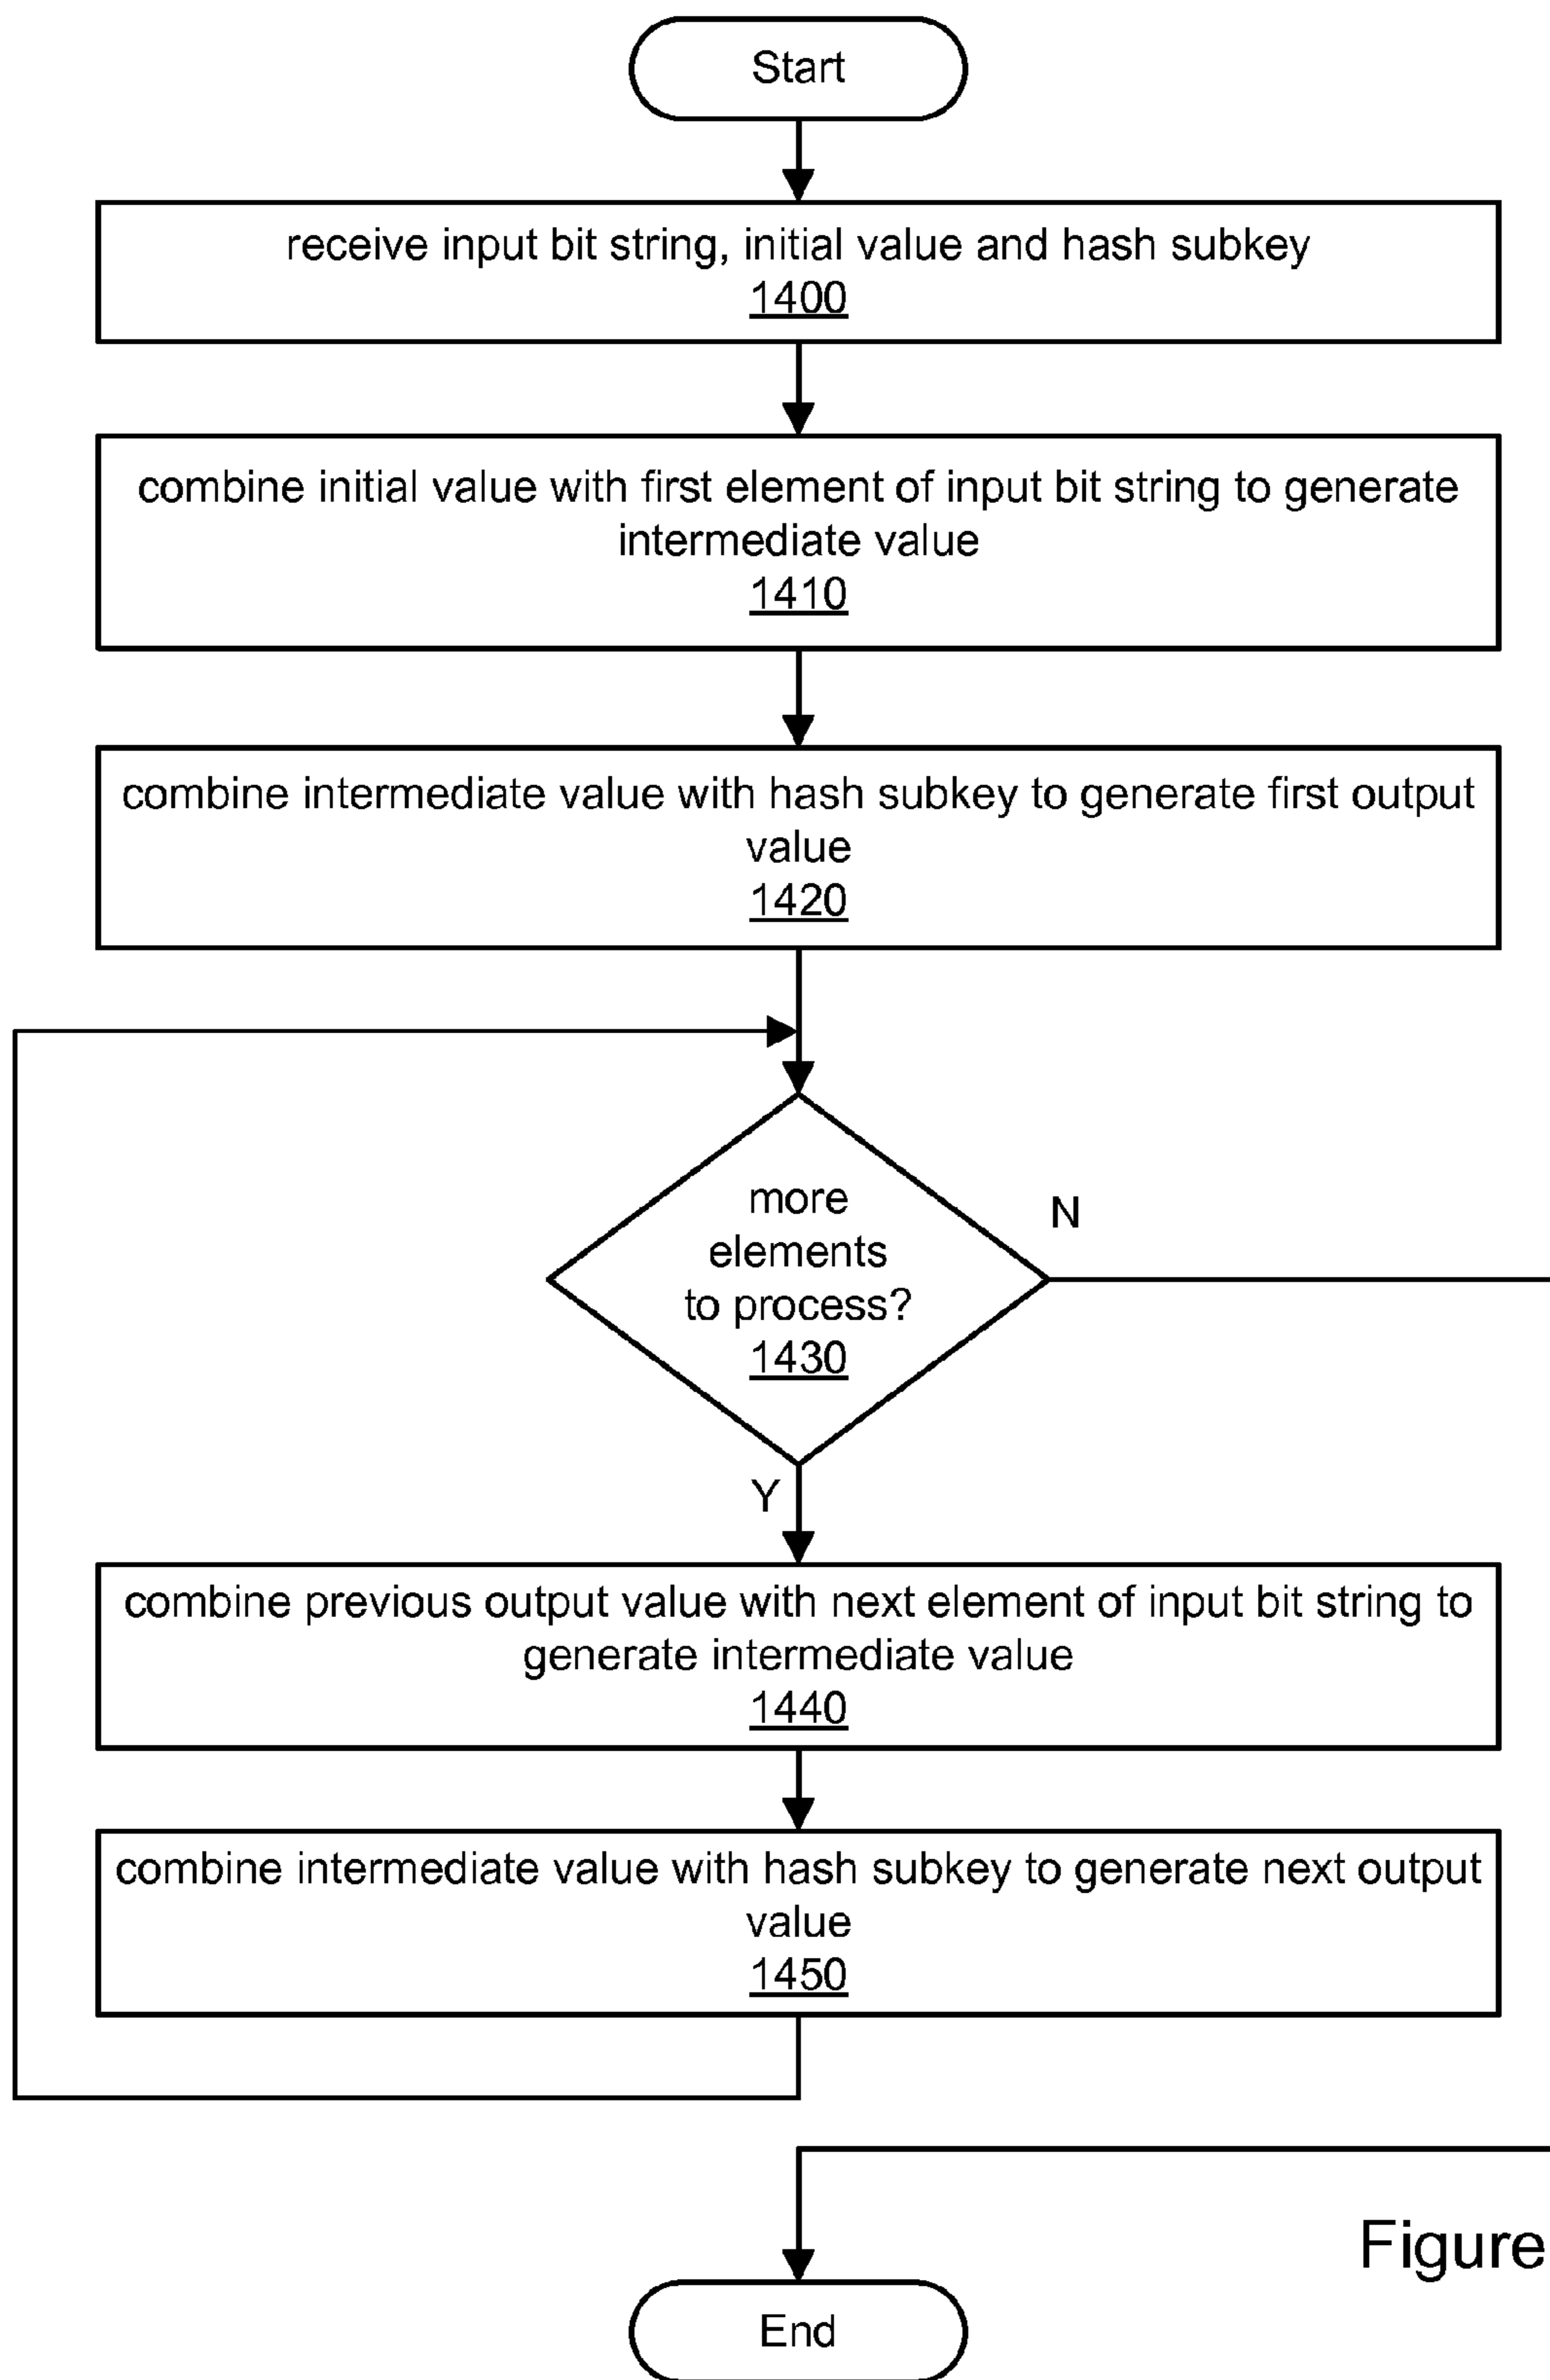 Start
receive input bit string, initial value and hash subkey
1400
combine initial value with first element of input bit string to generate
intermediate value
1410
combine intermediate value with hash subkey to generate first output
value
1420
more
elements
to process?
1430
N
Y
combine previous output value with next element of input bit string to
generate intermediate value
1440
combine intermediate value with hash subkey to generate next output
value
1450
Figure
End